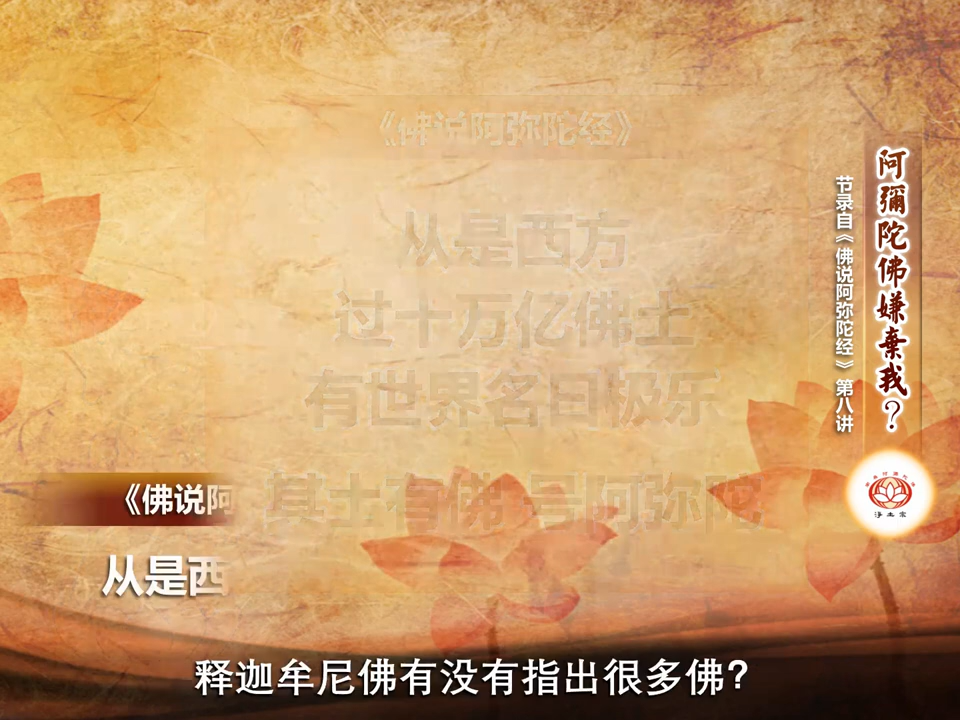 《佛说阿弥陀经》
从是西方
过十万亿佛土
有世界名曰极乐
其土有佛号阿弥陀
阿彌陀佛嫌棄我？
节录自《佛说阿弥陀经》第八讲
净土宗
《佛说阿
从是西
释迦牟尼佛有没有指出很多佛？